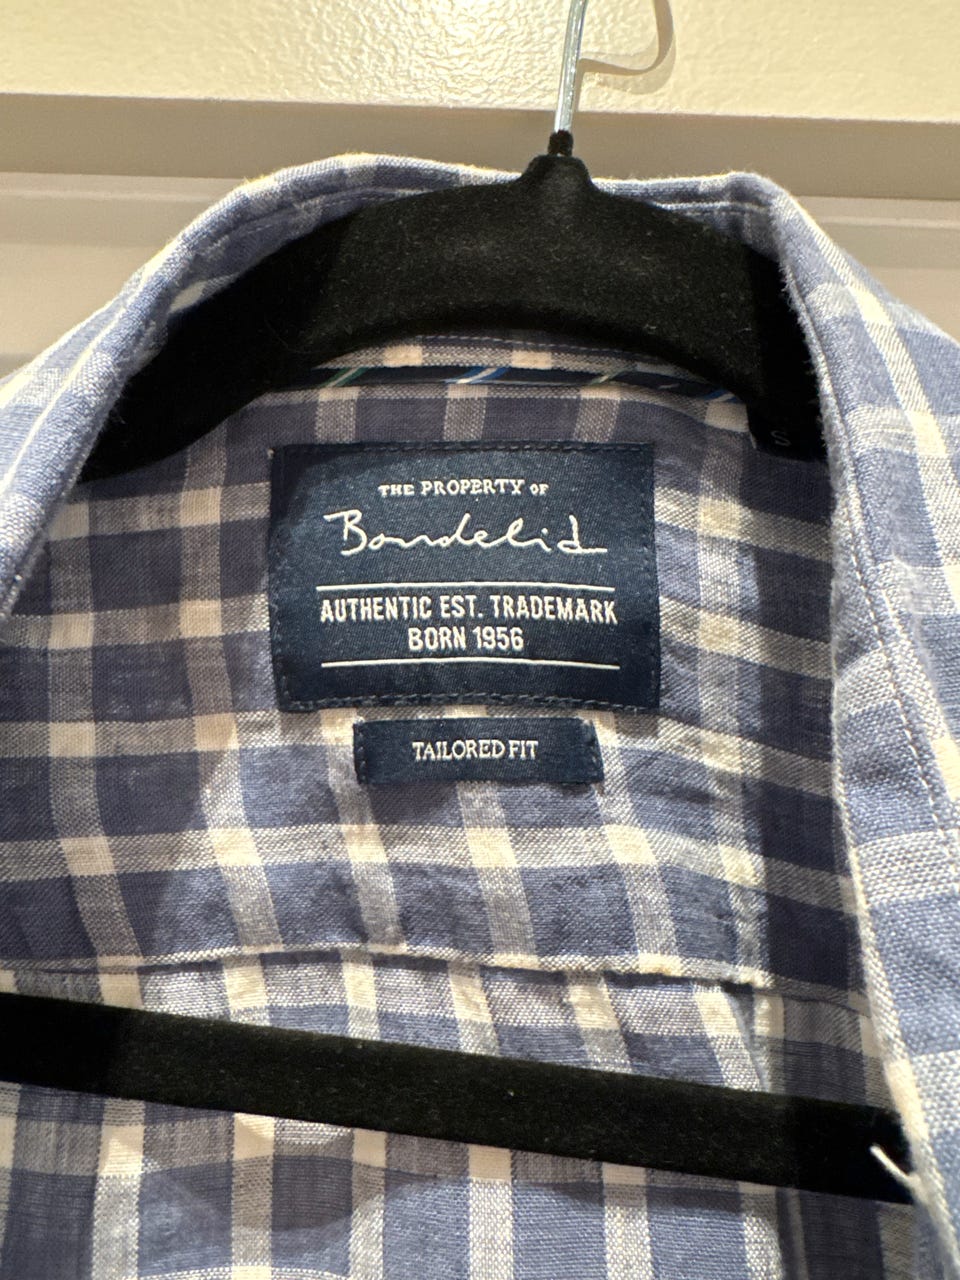 THE PROPERTY OF
Bondelid
AUTHENTIC EST. TRADEMARK
BORN 1956
TAILORED FIT
S